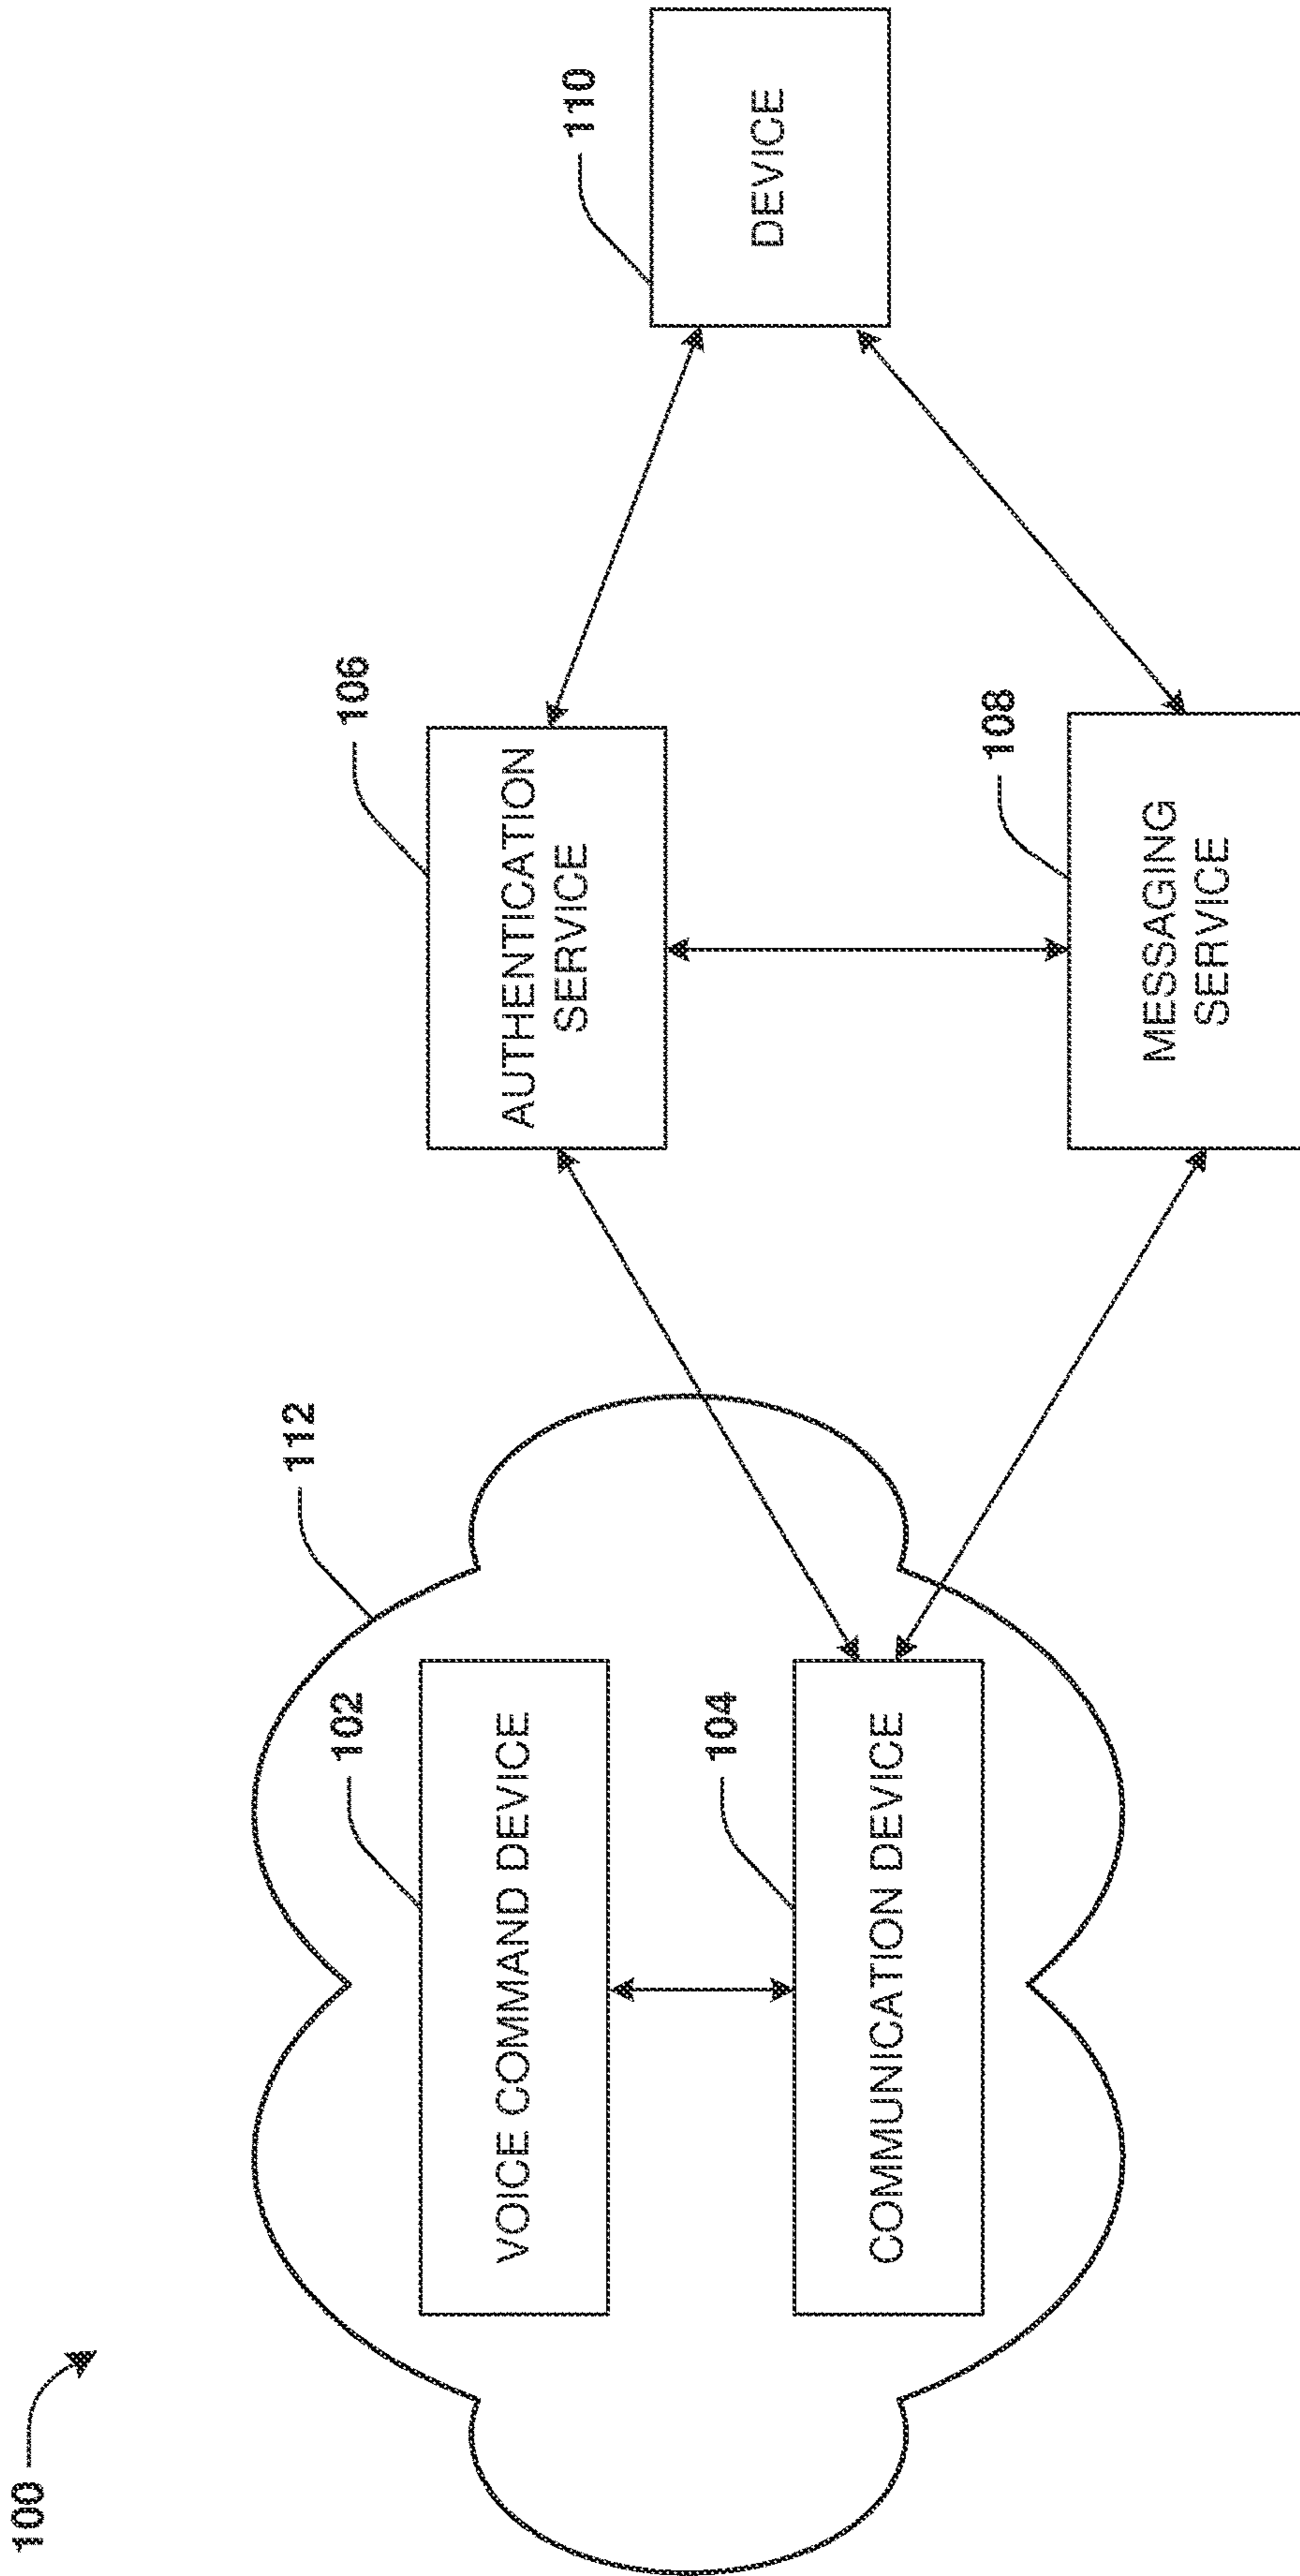 100
112
102
VOICE COMMAND DEVICE
104
COMMUNICATION DEVICE
106
AUTHENTICATION
SERVICE
108
MESSAGING
SERVICE
110
DEVICE